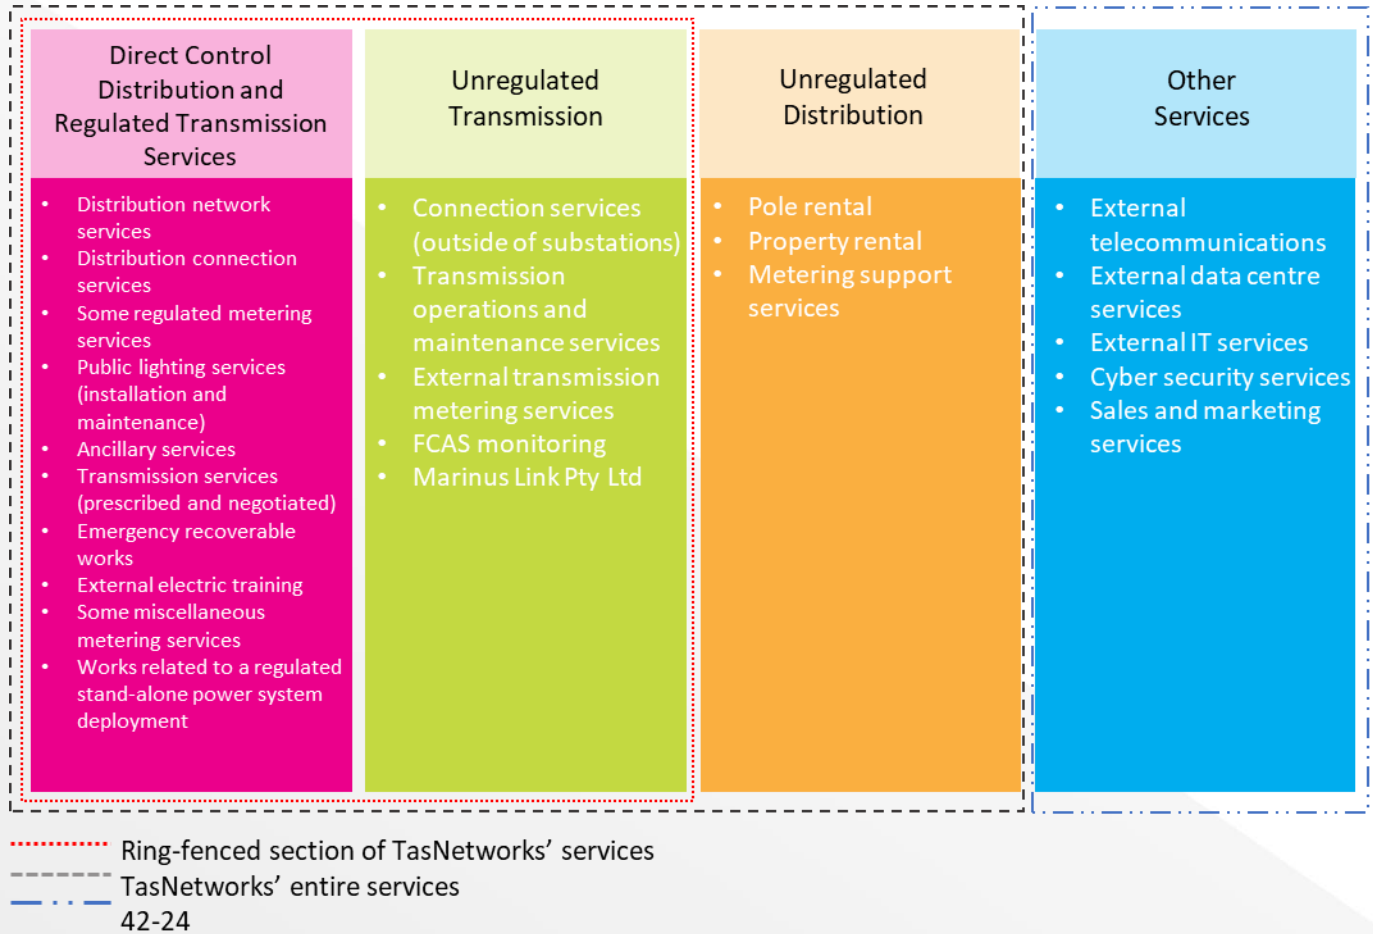 Direct Control
Distribution and
Regulated Transmission
Services
• Distribution network
services
• Distribution connection
services
• Some regulated metering
services
• Public lighting services
(installation and
maintenance)
• Ancillary services
• Transmission services
(prescribed and negotiated)
• Emergency recoverable
works
• External electric training
• Some miscellaneous
metering services
• Works related to a regulated
stand-alone power system
deployment
Unregulated
Transmission
• Connection services
(outside of substations)
• Transmission
operations and
maintenance services
• External transmission
metering services
• FCAS monitoring
• Marinus Link Pty Ltd
Unregulated
Distribution
• Pole rental
• Property rental
• Metering support
services
Other
Services
• External
telecommunications
• External data centre
services
• External IT services
• Cyber security services
• Sales and marketing
services
Ring-fenced section of TasNetworks’ services
TasNetworks’ entire services
42-24